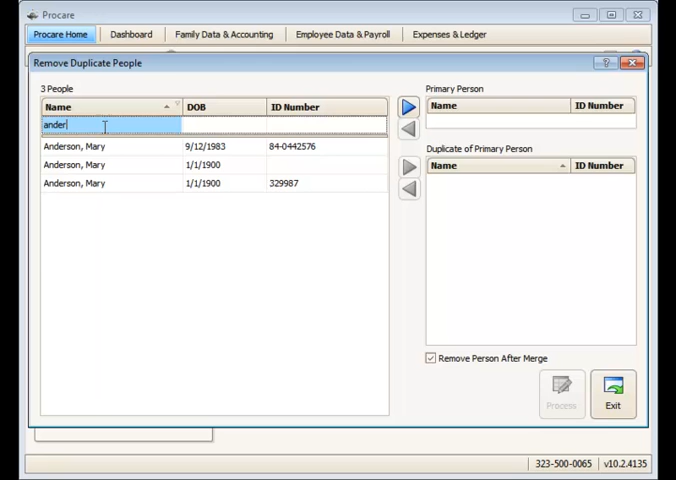 Procare
Procare Home
Dashboard
Family Data & Accounting
Employee Data & Payroll
Expenses & Ledger
Remove Duplicate People
3 People
Name DOB ID Number
ander
Anderson, Mary 9/12/1983 84-0442576
Anderson, Mary 1/1/1900
Anderson, Mary 1/1/1900 329987
Primary Person
Name ID Number
Duplicate of Primary Person
Name ID Number
Remove Person After Merge
Process
Exit
323-500-0065 v10.2.4135